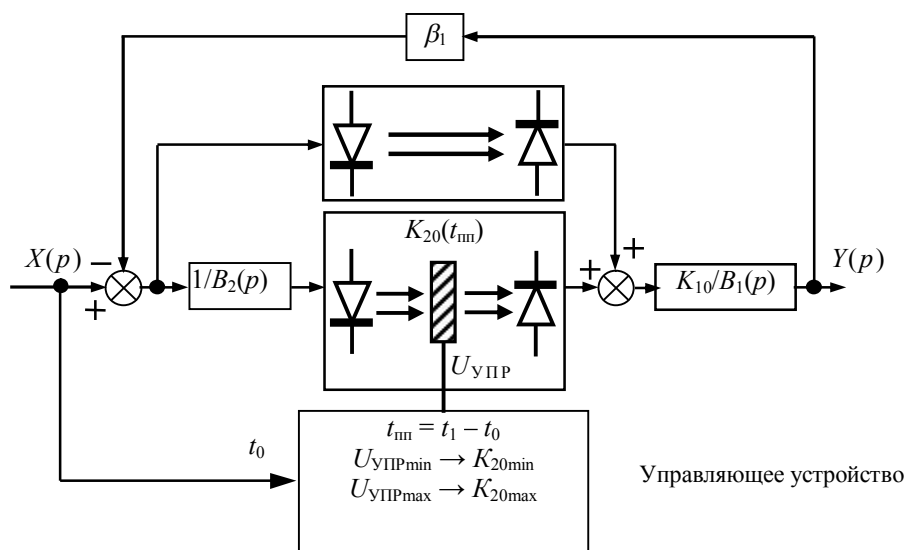 β₁
K₂₀(tпп)
X(p)
−
+
+
+
Y(p)
1/B₂(p)
K₁₀/B₁(p)
UУПР
t₀
tпп = t₁ – t₀
UУПРmin → K₂₀min
UУПРmax → K₂₀max
Управляющее устройство